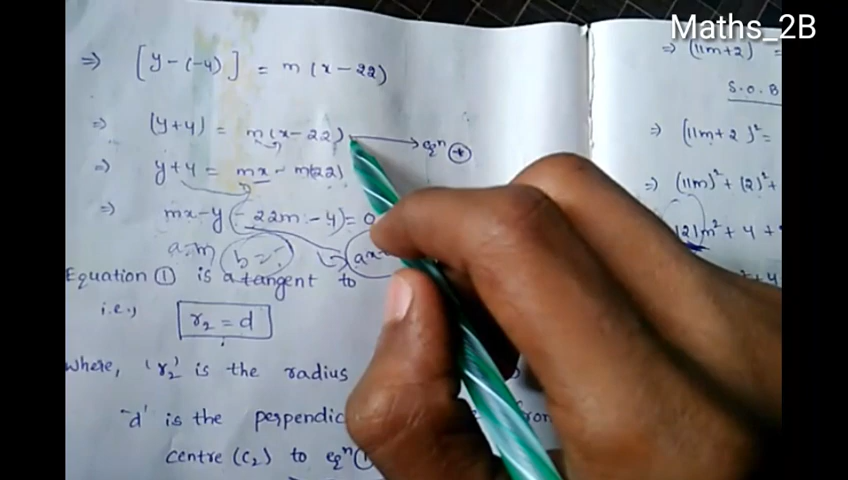 Maths_2B
⇒ [y-(-4)] = m(x-22)
⇒ (y+4) = m(x-22) → eqⁿ
⇒ y+4 = mx - m(22)
⇒ mx-y-22m-4=0
a=m b=-
Equation ① is a tangent to
i.e., r₂ = d
Where, 'r₂' is the radius
'd' is the perpendic from
centre (c₂) to eqⁿ
⇒ (11m+2) =
S.O.B
⇒ (11m+2)² =
⇒ (11m)² + (2)² +
121m² + 4 +